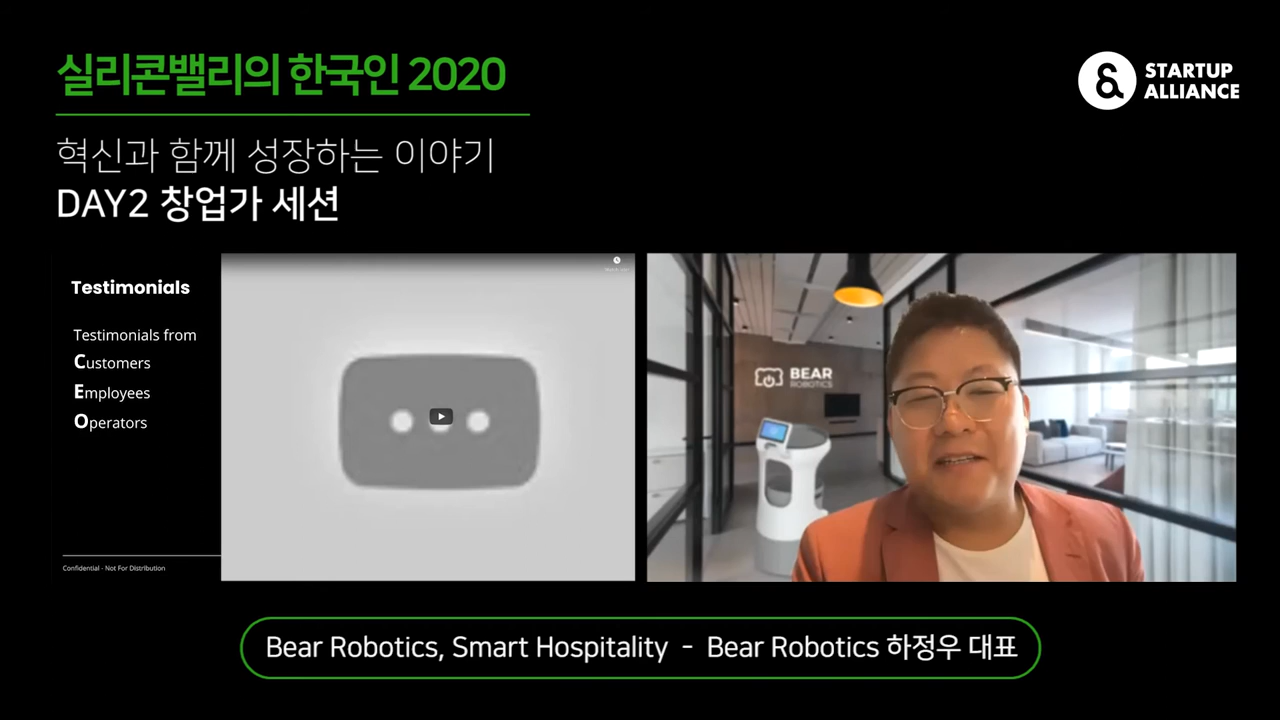 실리콘밸리의 한국인 2020
STARTUP
ALLIANCE
혁신과 함께 성장하는 이야기
DAY2 창업가 세션
Testimonials
Testimonials from
Customers
Employees
Operators
Confidential - Not For Distribution
BEAR
ROBOTICS
Bear Robotics, Smart Hospitality - Bear Robotics 하정우 대표